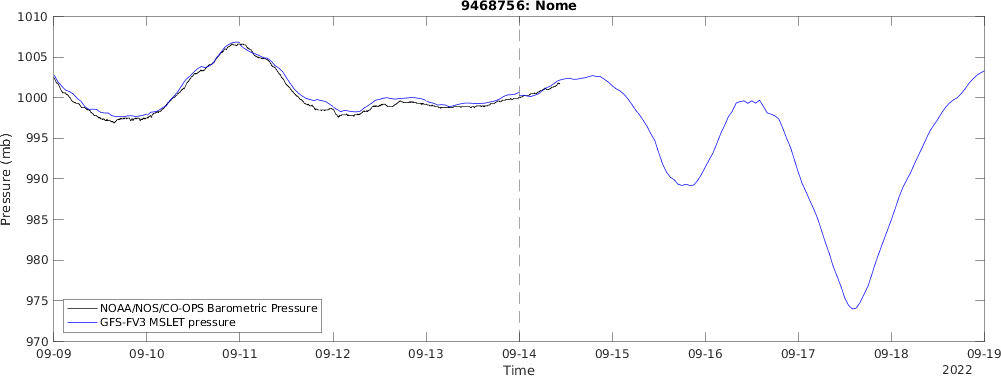 9468756: Nome
1010
1005
1000
995
990
985
980
975
970
Pressure (mb)
NOAA/NOS/CO-OPS Barometric Pressure
GFS-FV3 MSLET pressure
09-09 09-10 09-11 09-12 09-13 09-14 09-15 09-16 09-17 09-18 09-19
Time
2022